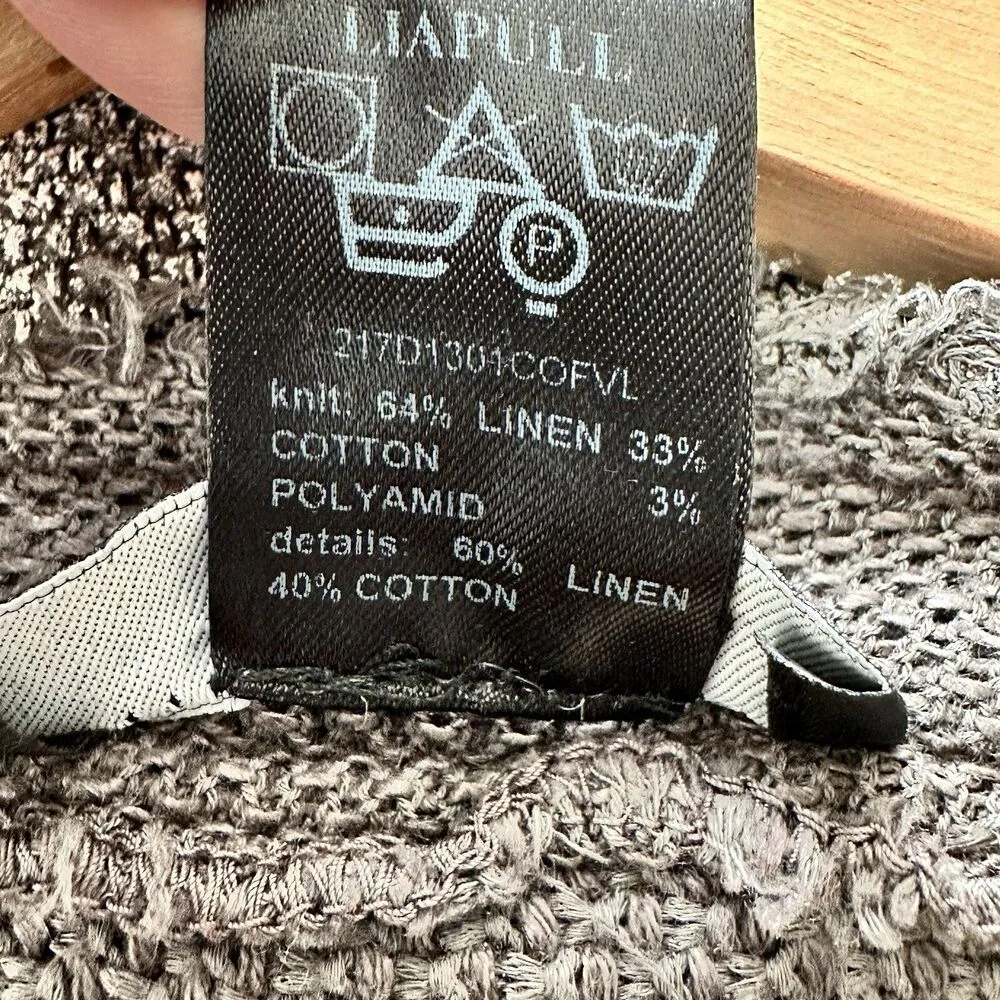 LIAPULL
P
217D1301COFVL
knit: 64% LINEN 33%
COTTON
POLYAMID 3%
details: 60% LINEN
40% COTTON